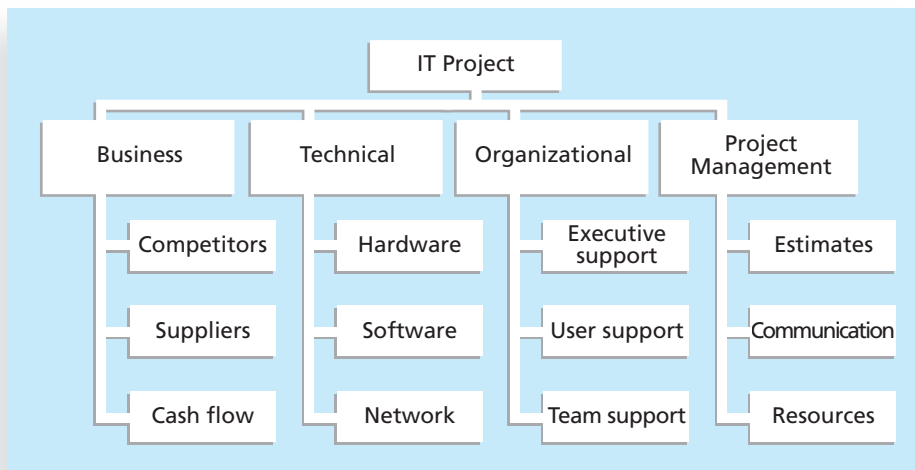 IT Project
Business
Technical
Organizational
Project
Management
Competitors
Hardware
Executive
support
Estimates
Suppliers
Software
User support
Communication
Cash flow
Network
Team support
Resources